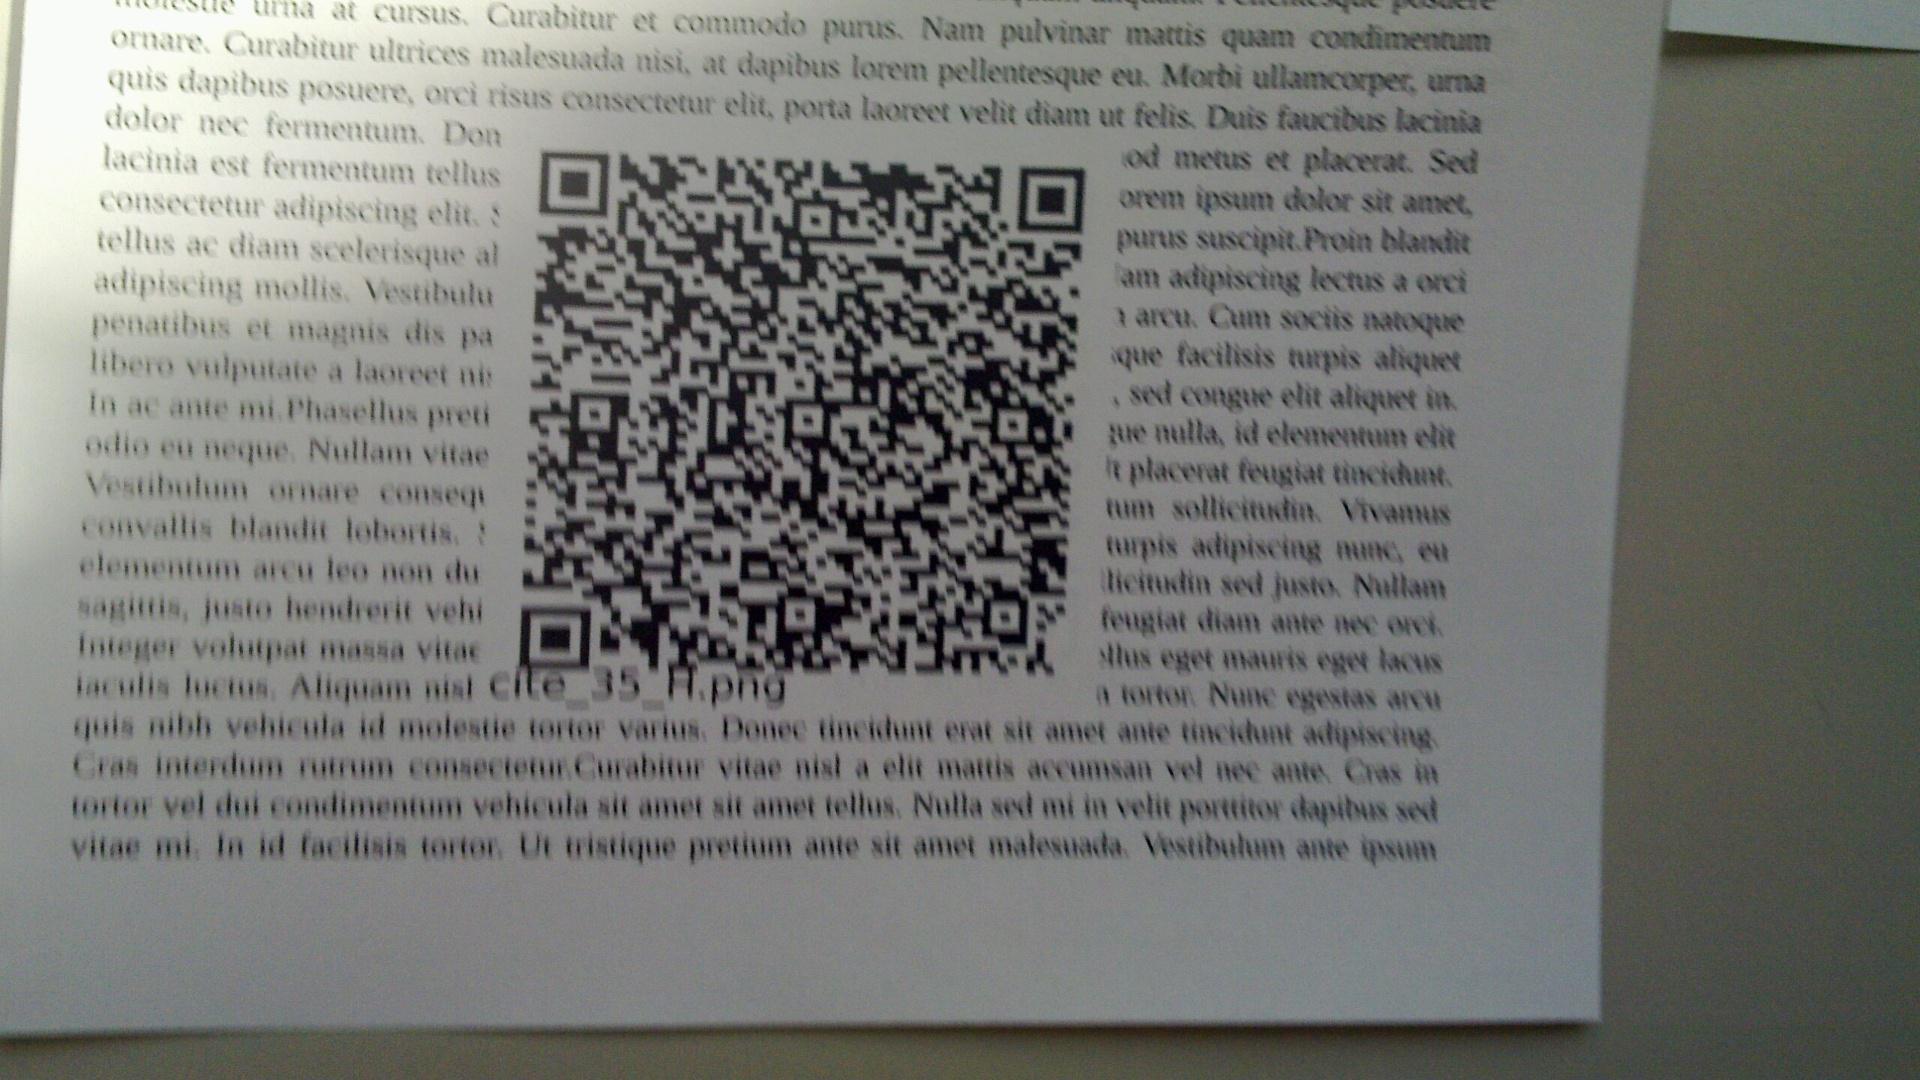 molestie urna at cursus. Curabitur et commodo purus. Nam pulvinar mattis quam condimentum
ornare. Curabitur ultrices malesuada nisi, at dapibus lorem pellentesque eu. Morbi ullamcorper, urna
quis dapibus posuere, orci risus consectetur elit, porta laoreet velit diam ut felis. Duis faucibus lacinia
dolor nec fermentum. Don
lacinia est fermentum tellus
consectetur adipiscing elit.
tellus ac diam scelerisque al
adipiscing mollis. Vestibulu
penatibus et magnis dis pa
libero vulputate a laoreet ni
In ac ante mi.Phasellus preti
odio eu neque. Nullam vitae
Vestibulum ornare consequ
convallis blandit lobortis.
elementum arcu leo non du
sagittis, justo hendrerit vehi
Integer volutpat massa vitae
iaculis luctus. Aliquam nisl
od metus et placerat. Sed
orem ipsum dolor sit amet,
purus suscipit.Proin blandit
am adipiscing lectus a orci
arcu. Cum sociis natoque
que facilisis turpis aliquet
, sed congue elit aliquet in.
gue nulla, id elementum elit
it placerat feugiat tincidunt.
tum sollicitudin. Vivamus
turpis adipiscing nunc, eu
licitudin sed justo. Nullam
feugiat diam ante nec orci.
ellus eget mauris eget lacus
a tortor. Nunc egestas arcu
cite_35_H.png
quis nibh vehicula id molestie tortor varius. Donec tincidunt erat sit amet ante tincidunt adipiscing.
Cras interdum rutrum consectetur.Curabitur vitae nisl a elit mattis accumsan vel nec ante. Cras in
tortor vel dui condimentum vehicula sit amet sit amet tellus. Nulla sed mi in velit porttitor dapibus sed
vitae mi. In id facilisis tortor. Ut tristique pretium ante sit amet malesuada. Vestibulum ante ipsum